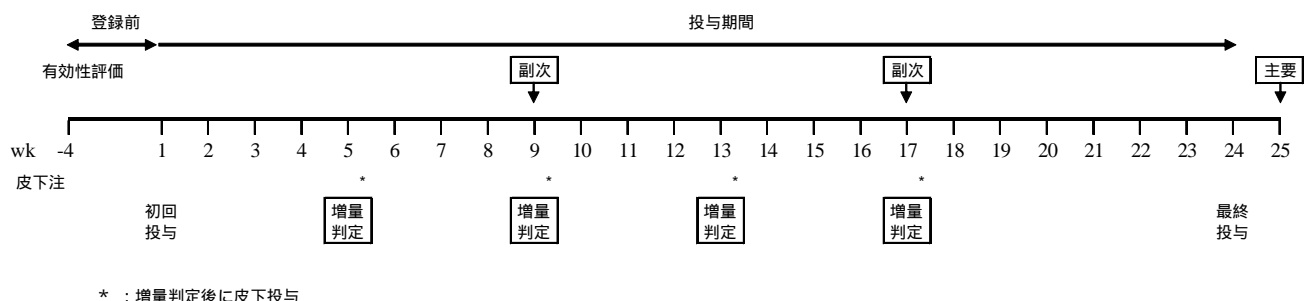 登録前 投与期間
有効性評価 副次 副次 主要
wk -4 1 2 3 4 5 6 7 8 9 10 11 12 13 14 15 16 17 18 19 20 21 22 23 24 25
皮下注 * * * *
初回 増量 増量 増量 増量 最終
投与 判定 判定 判定 判定 投与
* :増量判定後に皮下投与